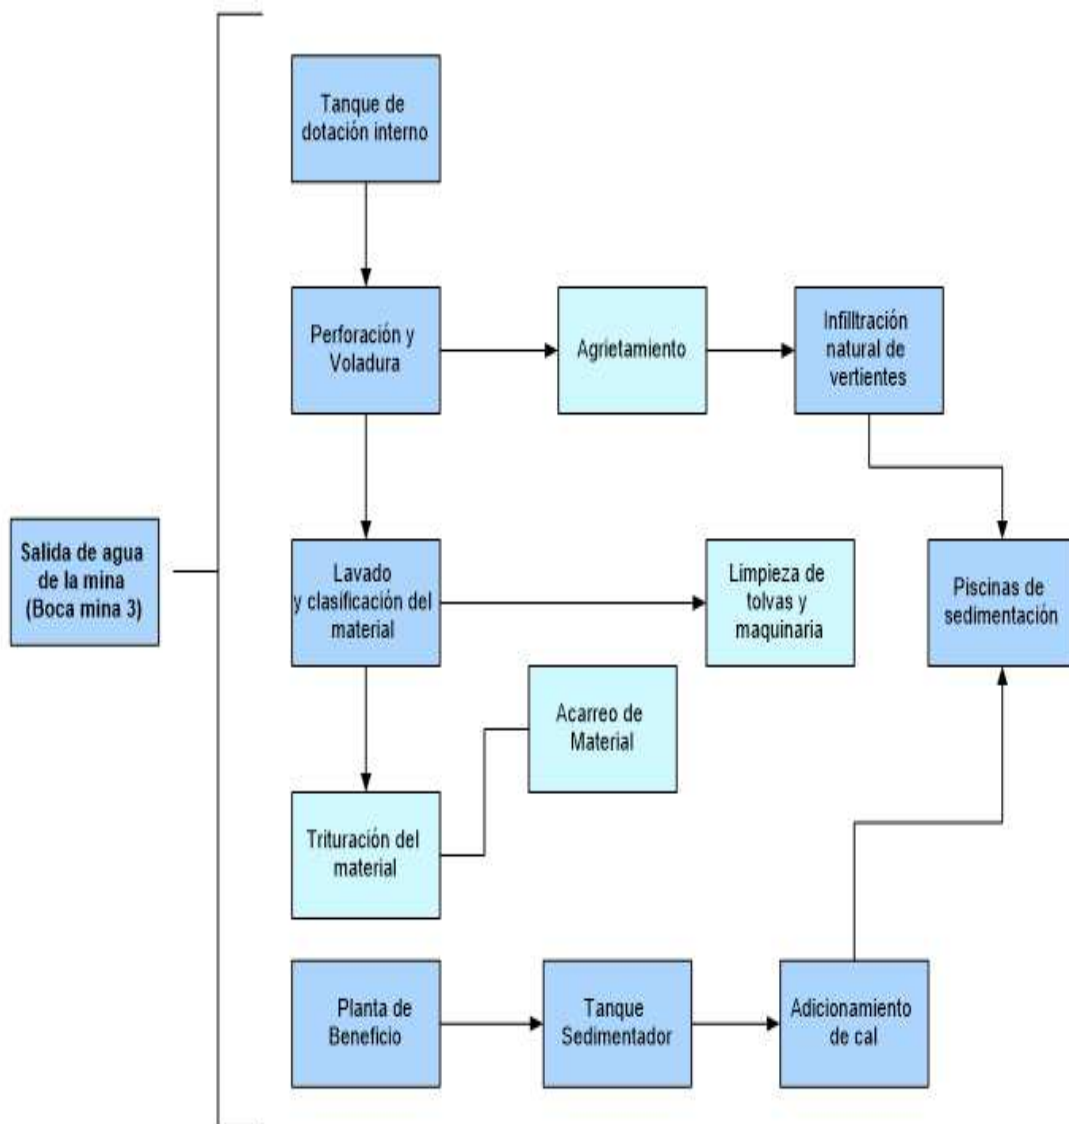 Tanque de
dotación interno
Perforación y
Voladura
Agrietamiento
Infilltración
natural de
vertientes
Salida de agua
de la mina
(Boca mina 3)
Lavado
y clasificación del
material
Limpieza de
tolvas y
maquinaria
Piscinas de
sedimentación
Acarreo de
Material
Trituración del
material
Planta de
Beneficio
Tanque
Sedimentador
Adicionamiento
de cal